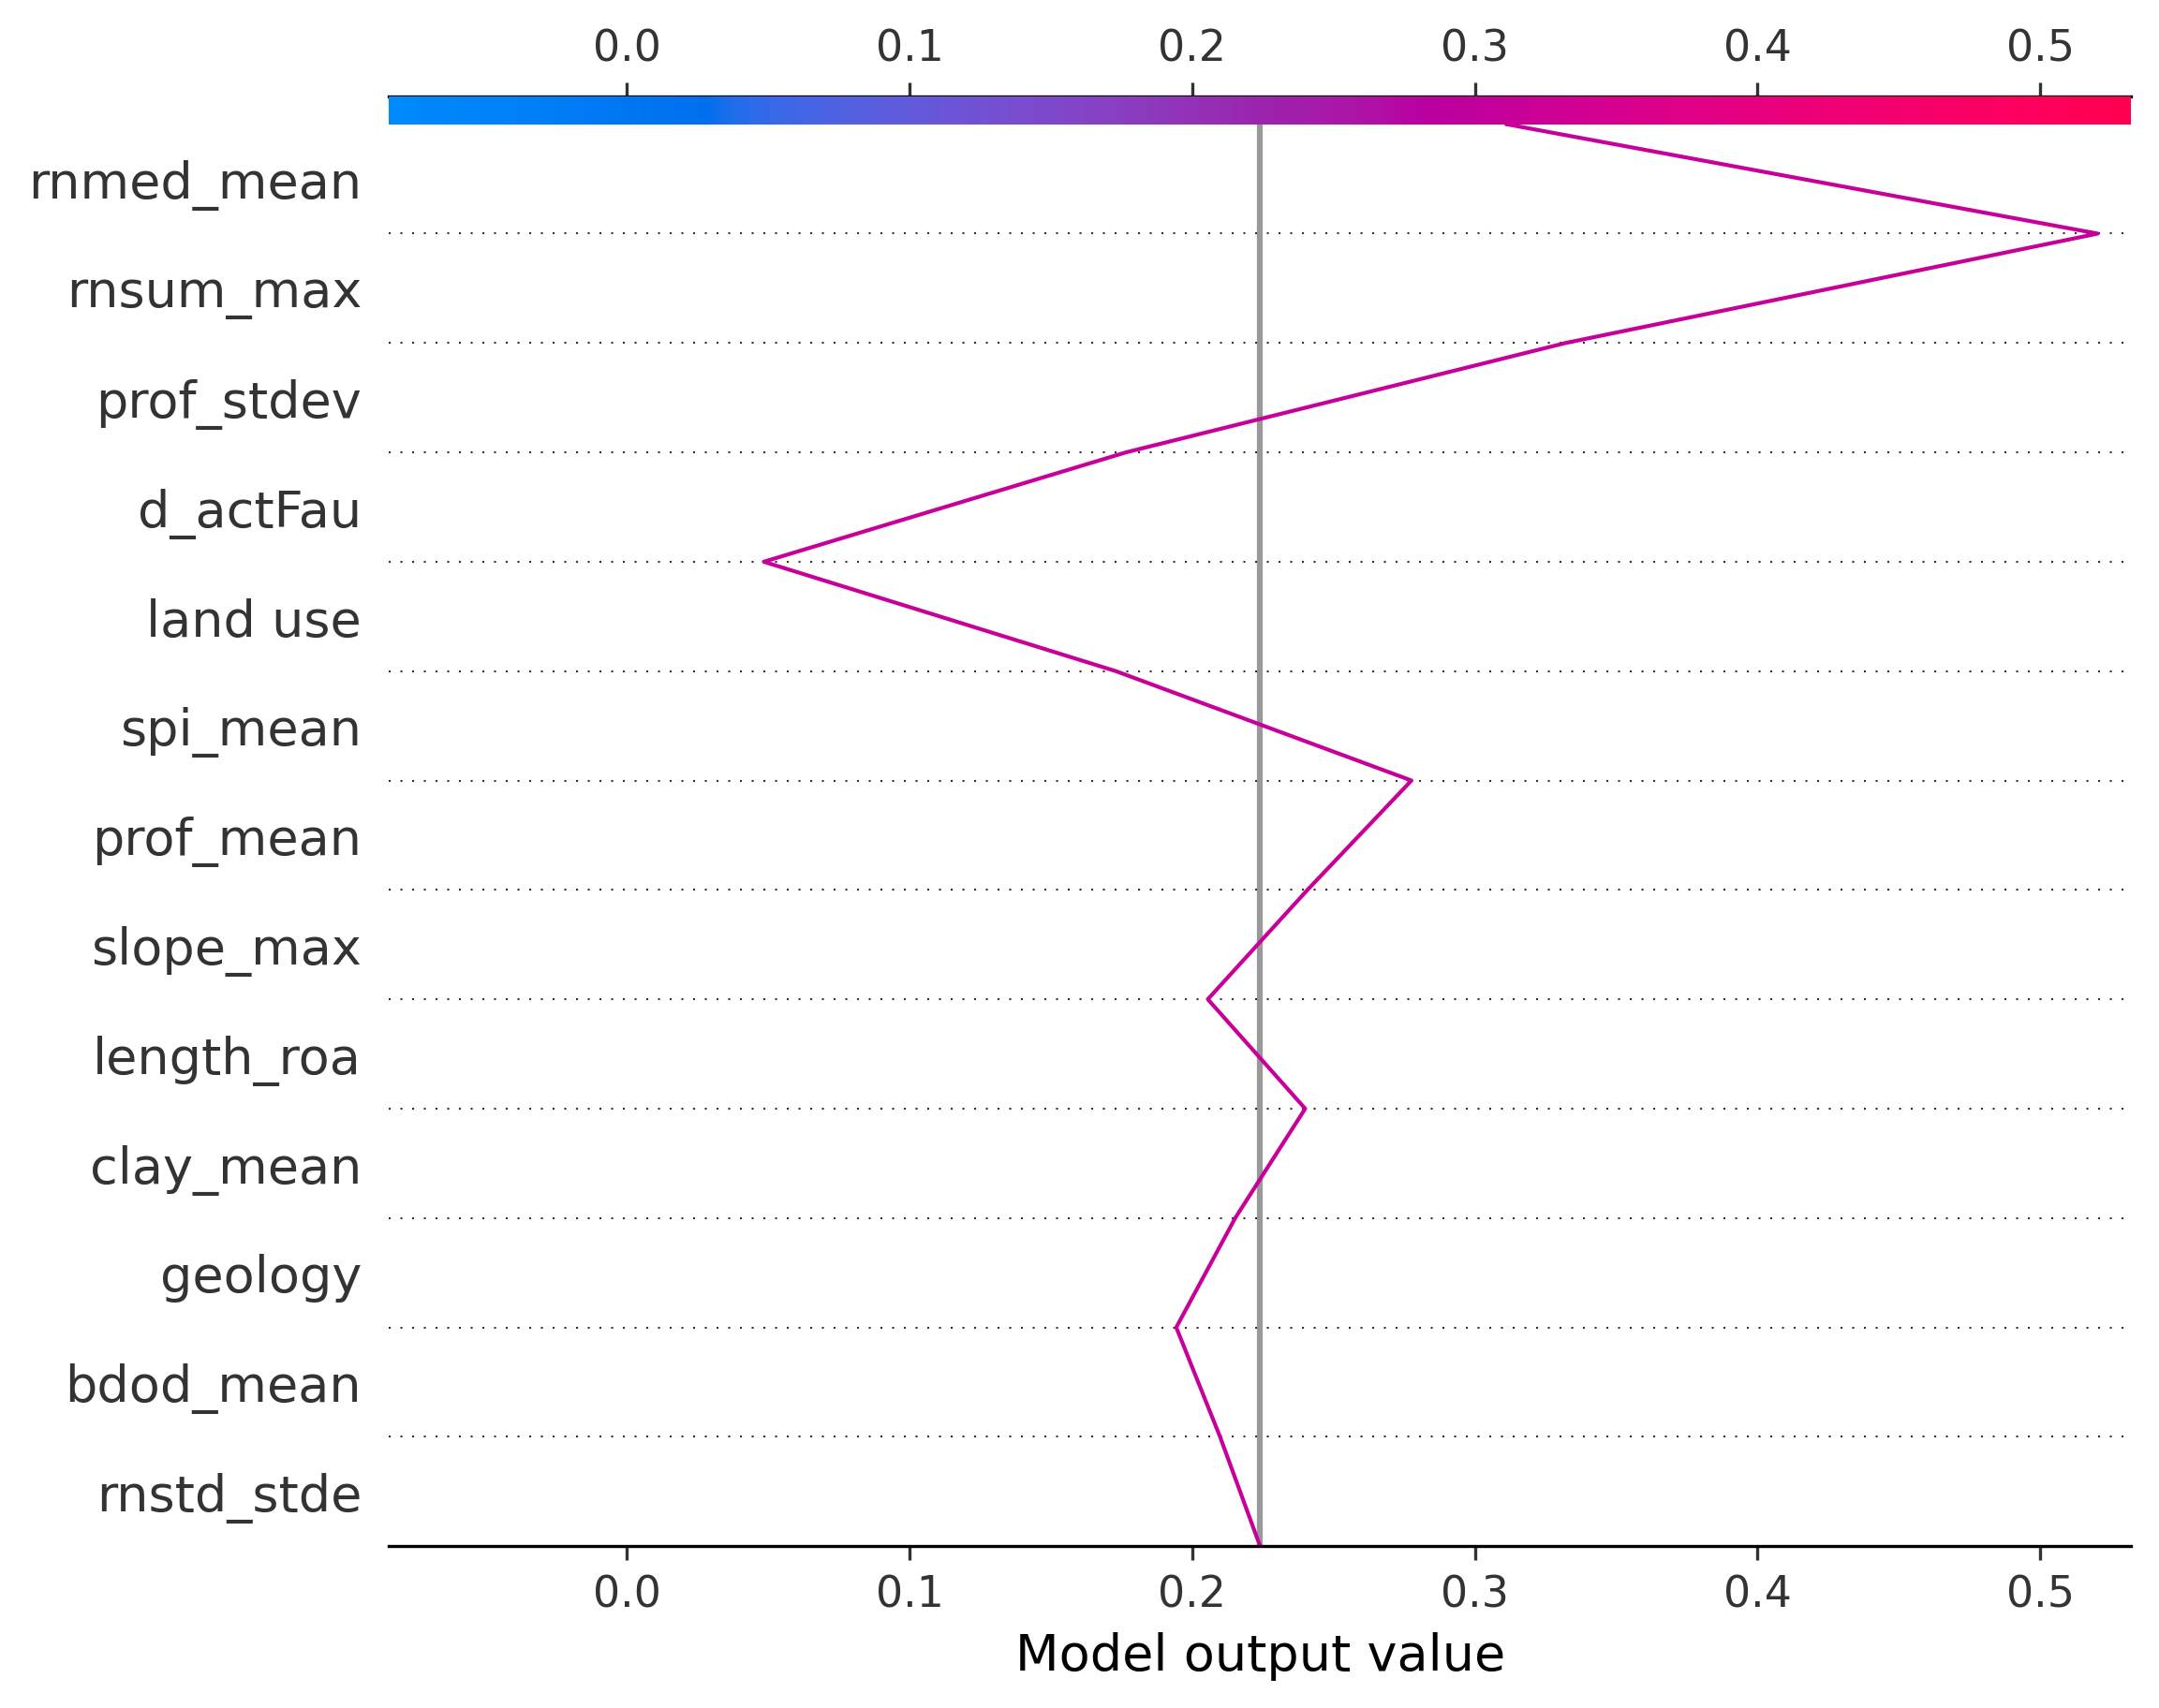 0.0 0.1 0.2 0.3 0.4 0.5
rnmed_mean
rnsum_max
prof_stdev
d_actFau
land use
spi_mean
prof_mean
slope_max
length_roa
clay_mean
geology
bdod_mean
rnstd_stde
0.0 0.1 0.2 0.3 0.4 0.5
Model output value